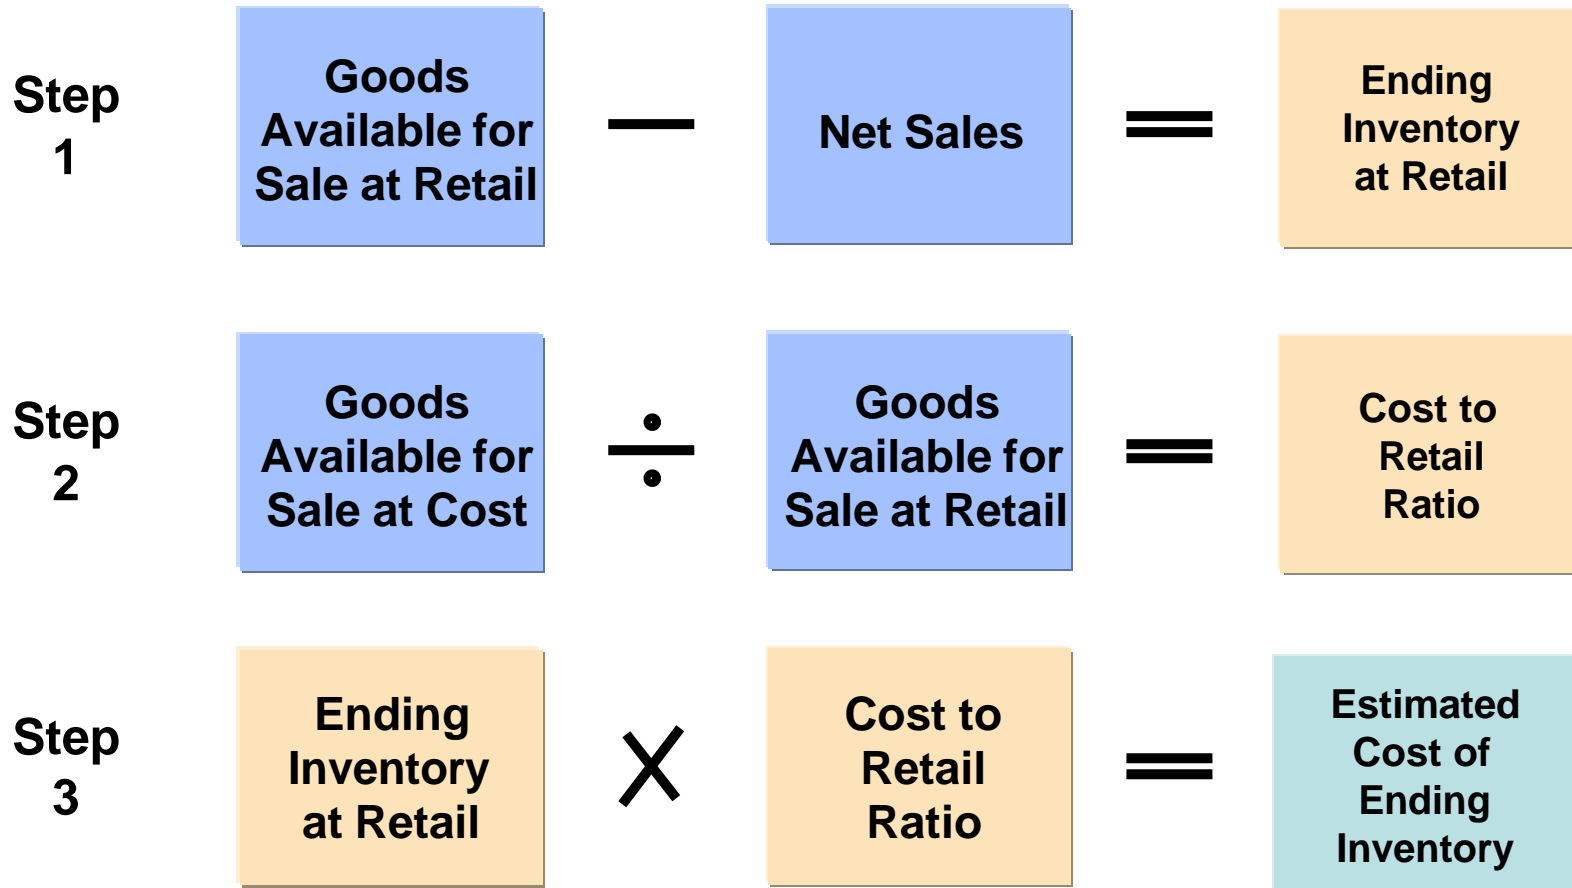 Step
1
Goods
Available for
Sale at Retail
—
Net Sales
=
Ending
Inventory
at Retail
Step
2
Goods
Available for
Sale at Cost
÷
Goods
Available for
Sale at Retail
=
Cost to
Retail
Ratio
Step
3
Ending
Inventory
at Retail
×
Cost to
Retail
Ratio
=
Estimated
Cost of
Ending
Inventory